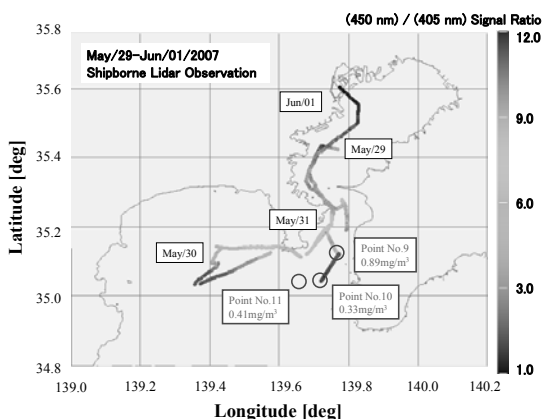 (450 nm) / (405 nm) Signal Ratio
35.8
12.0
May/29-Jun/01/2007
Shipborne Lidar Observation
35.6
Jun/01
9.0
May/29
35.4
Latitude [deg]
6.0
May/31
35.2
May/30
Point No.9
0.89mg/m³
3.0
35.0
Point No.11
0.41mg/m³
Point No.10
0.33mg/m³
1.0
34.8
139.0 139.2 139.4 139.6 139.8 140.0 140.2
Longitude [deg]